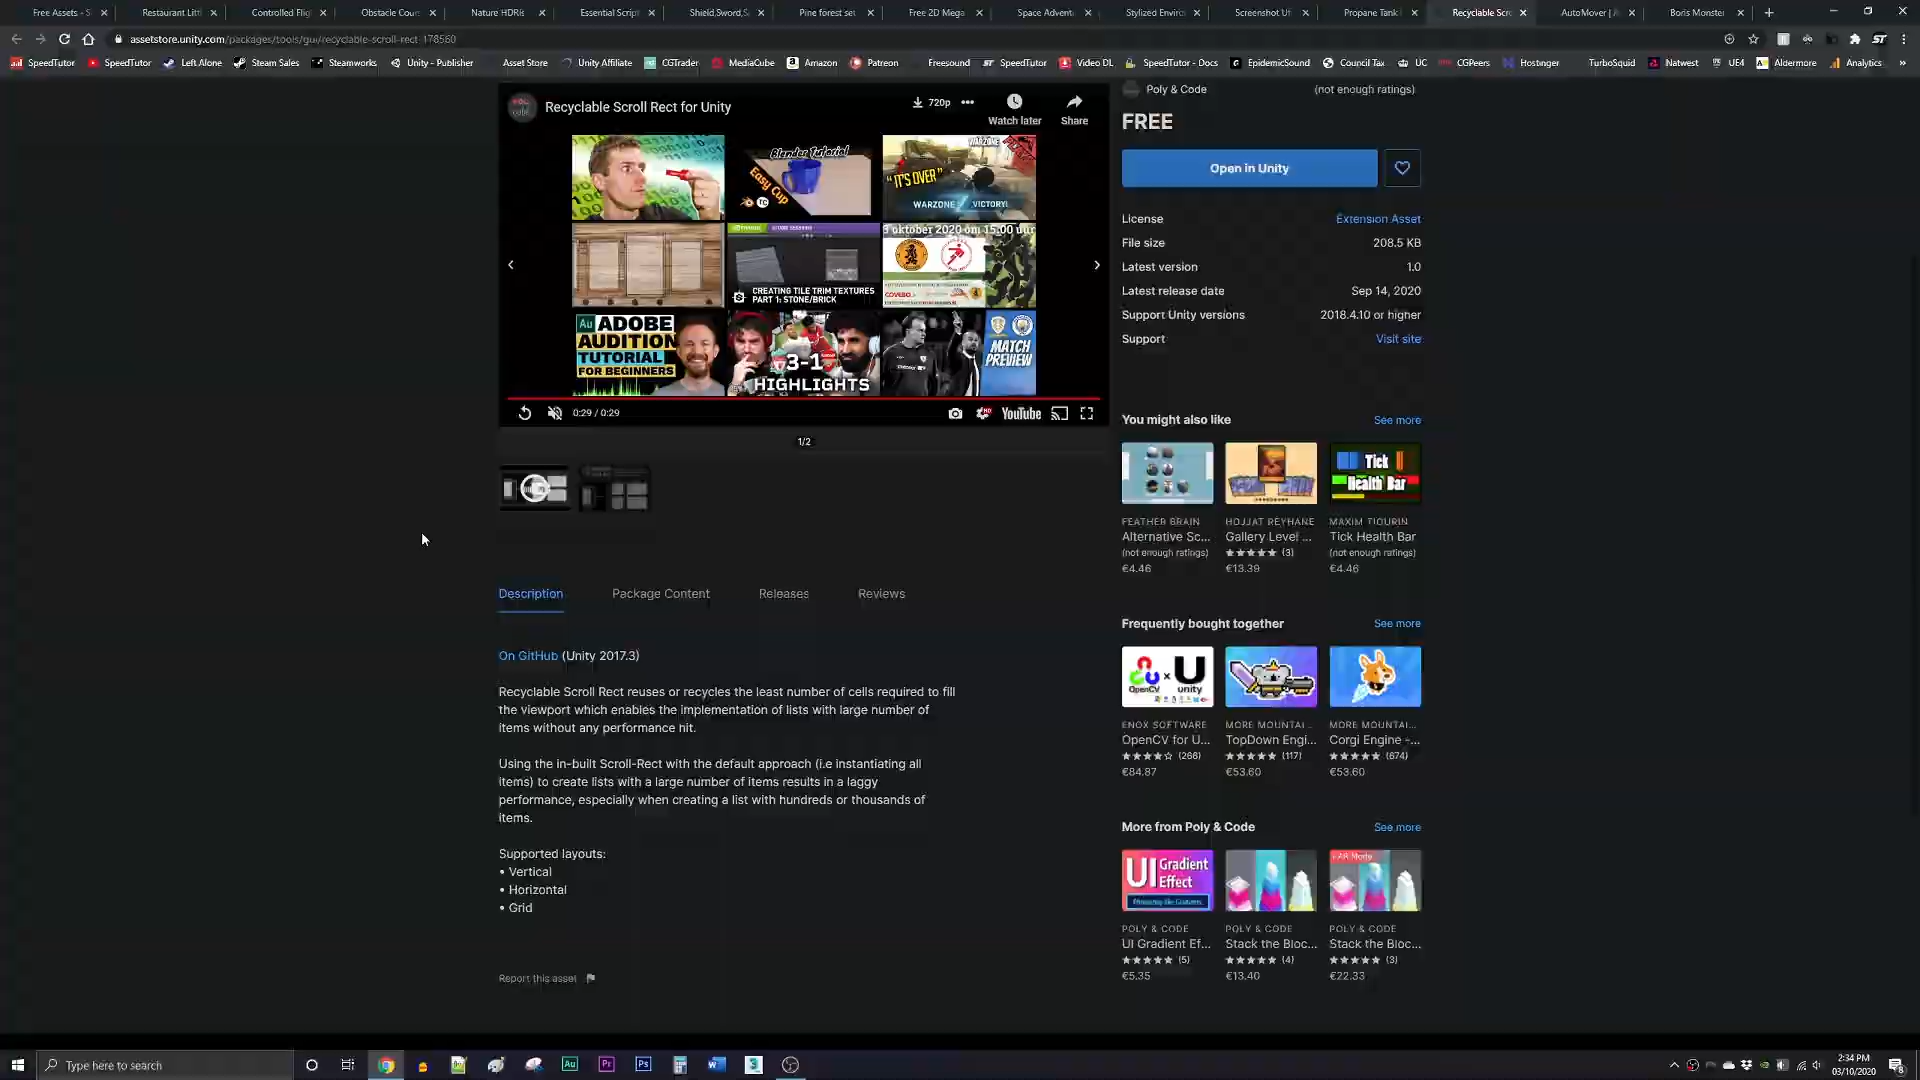 Free Assets - S
Restaurant Litt
Controlled Flig
Obstacle Cour
Nature HDRIs
Essential Scrip
Shield,Sword,S
Pine forest set
Free 2D Mega
Space Advent
Stylized Enviro
Screenshot Ut
Propane Tank
Recyclable Scr
AutoMover | A
Boris Monster
assetstore.unity.com/packages/tools/gui/recyclable-scroll-rect-178560
SpeedTutor
SpeedTutor
Left Alone
Steam Sales
Steamworks
Unity - Publisher
Asset Store
Unity Affiliate
CGTrader
MediaCube
Amazon
Patreon
Freesound
SpeedTutor
Video DL
SpeedTutor - Docs
EpidemicSound
Council Tax
UC
CGPeers
Hostinger
TurboSquid
Natwest
UE4
Aldermore
Analytics
Recyclable Scroll Rect for Unity
720p
Watch later
Share
Blender Tutorial
Easy Cup
WARZONE
"IT'S OVER"
WARZONE VICTORY!
3 oktober 2020 om 15.00 uur
CREATING TILE TRIM TEXTURES
PART 1: STONE/BRICK
Au ADOBE
AUDITION
TUTORIAL
FOR BEGINNERS
3-1
HIGHLIGHTS
MATCH
PREVIEW
0:29 / 0:29
YouTube
1/2
Description
Package Content
Releases
Reviews
On GitHub (Unity 2017.3)
Recyclable Scroll Rect reuses or recycles the least number of cells required to fill
the viewport which enables the implementation of lists with large number of
items without any performance hit.
Using the in-built Scroll-Rect with the default approach (i.e instantiating all
items) to create lists with a large number of items results in a laggy
performance, especially when creating a list with hundreds or thousands of
items.
Supported layouts:
• Vertical
• Horizontal
• Grid
Report this asset
Poly & Code
(not enough ratings)
FREE
Open in Unity
License
Extension Asset
File size
208.5 KB
Latest version
1.0
Latest release date
Sep 14, 2020
Support Unity versions
2018.4.10 or higher
Support
Visit site
You might also like
See more
Tick
Health Bar
FEATHER BRAIN
HOJJAT REYHANE
MAXIM TIOURIN
Alternative Sc...
Gallery Level ...
Tick Health Bar
(not enough ratings)
(3)
(not enough ratings)
€4.46
€13.39
€4.46
Frequently bought together
See more
OpenCV x unity
ENOX SOFTWARE
MORE MOUNTAI...
MORE MOUNTAI...
OpenCV for U...
TopDown Engi...
Corgi Engine -...
(266)
(117)
(674)
€84.87
€53.60
€53.60
More from Poly & Code
See more
UI Gradient
Effect
+ AR Mode
POLY & CODE
POLY & CODE
POLY & CODE
UI Gradient Ef...
Stack the Bloc...
Stack the Bloc...
(5)
(4)
(3)
€5.35
€13.40
€22.33
Type here to search
2:34 PM
03/10/2020